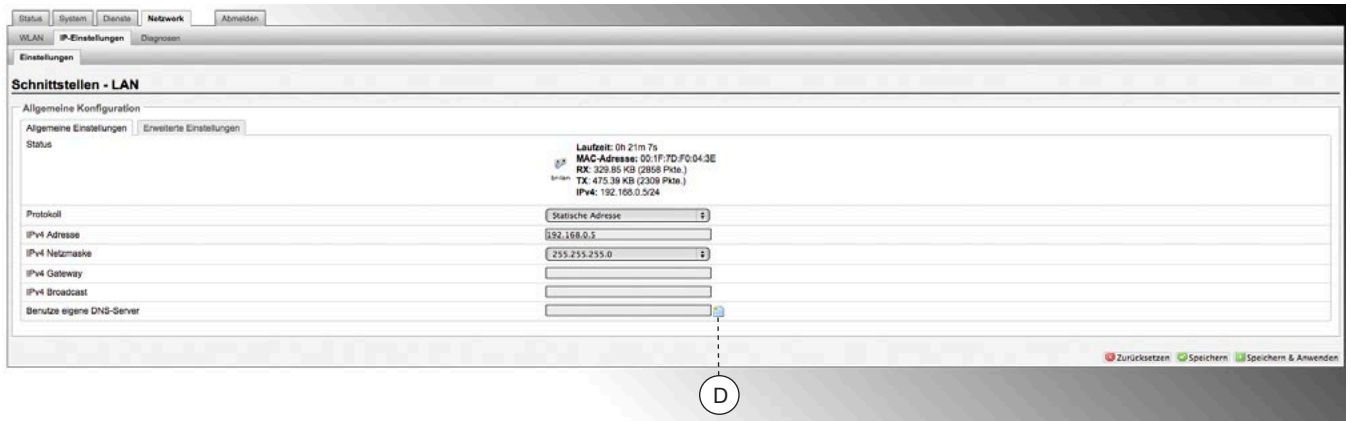 Status System Dienste Netzwerk Abmelden
WLAN IP-Einstellungen Diagnosen
Einstellungen
Schnittstellen - LAN
Allgemeine Konfiguration
Allgemeine Einstellungen Erweiterte Einstellungen
Status
Laufzeit: 0h 21m 7s
MAC-Adresse: 00:1F:7D:F0:04:3E
RX: 329.85 KB (2858 Pkte.)
br-lan TX: 475.39 KB (2309 Pkte.)
IPv4: 192.168.0.5/24
Protokoll Statische Adresse
IPv4 Adresse 192.168.0.5
IPv4 Netzmaske 255.255.255.0
IPv4 Gateway
IPv4 Broadcast
Benutze eigene DNS-Server
Zurücksetzen Speichern Speichern & Anwenden
D